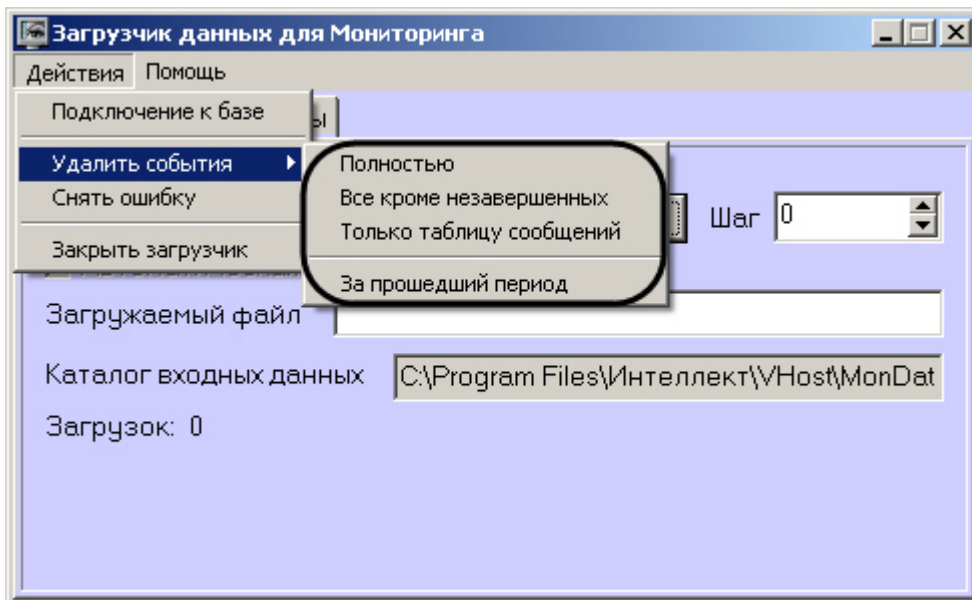 Загрузчик данных для Мониторинга
Действия Помощь
Подключение к базе
ы
Удалить события
Полностью
Снять ошибку
Все кроме незавершенных
Шаг 0
Только таблицу сообщений
Закрыть загрузчик
За прошедший период
Загружаемый файл
Каталог входных данных C:\Program Files\Интеллект\VHost\MonDat
Загрузок: 0